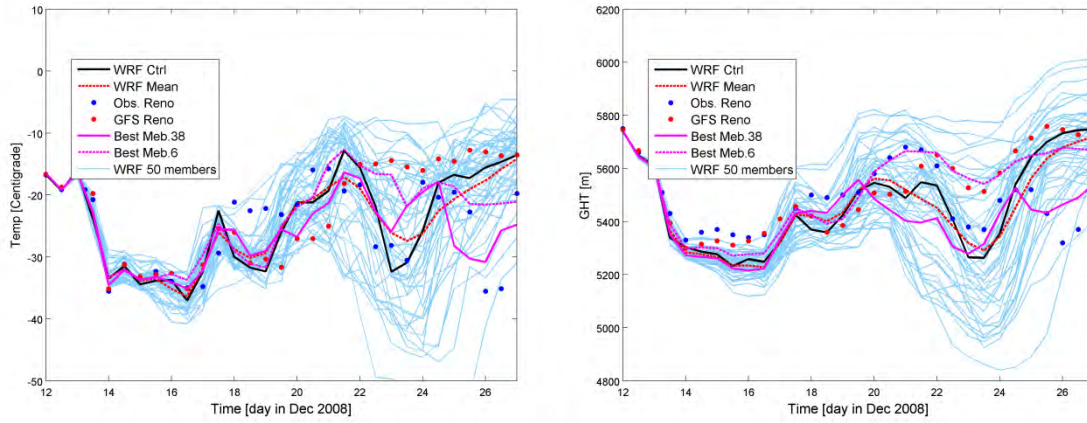 10
0
-10
-20
-30
-40
-50
Temp [Centigrade]
WRF Ctrl
WRF Mean
Obs. Reno
GFS Reno
Best Meb.38
Best Meb.6
WRF 50 members
12 14 16 18 20 22 24 26
Time [day in Dec 2008]
6200
6000
5800
5600
5400
5200
5000
4800
GHT [m]
WRF Ctrl
WRF Mean
Obs. Reno
GFS Reno
Best Meb.38
Best Meb.6
WRF 50 members
12 14 16 18 20 22 24 26
Time [day in Dec 2008]